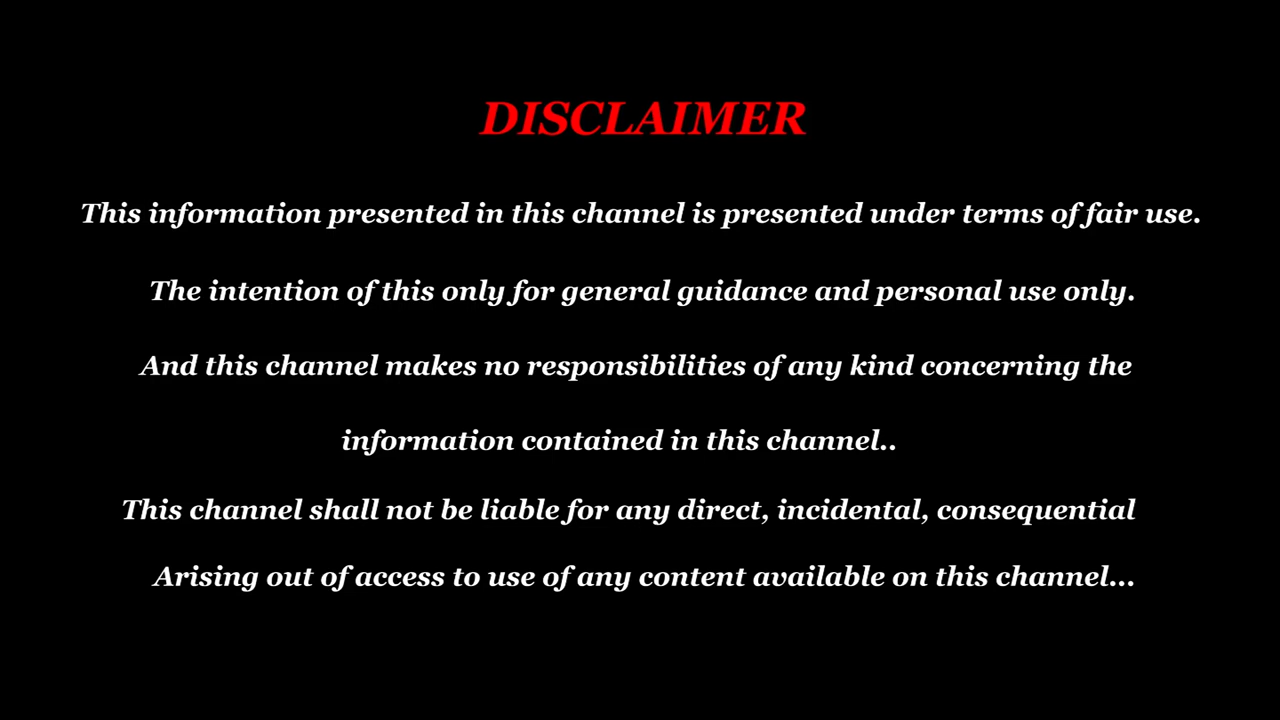 DISCLAIMER
This information presented in this channel is presented under terms of fair use.
The intention of this only for general guidance and personal use only.
And this channel makes no responsibilities of any kind concerning the
information contained in this channel..
This channel shall not be liable for any direct, incidental, consequential
Arising out of access to use of any content available on this channel...